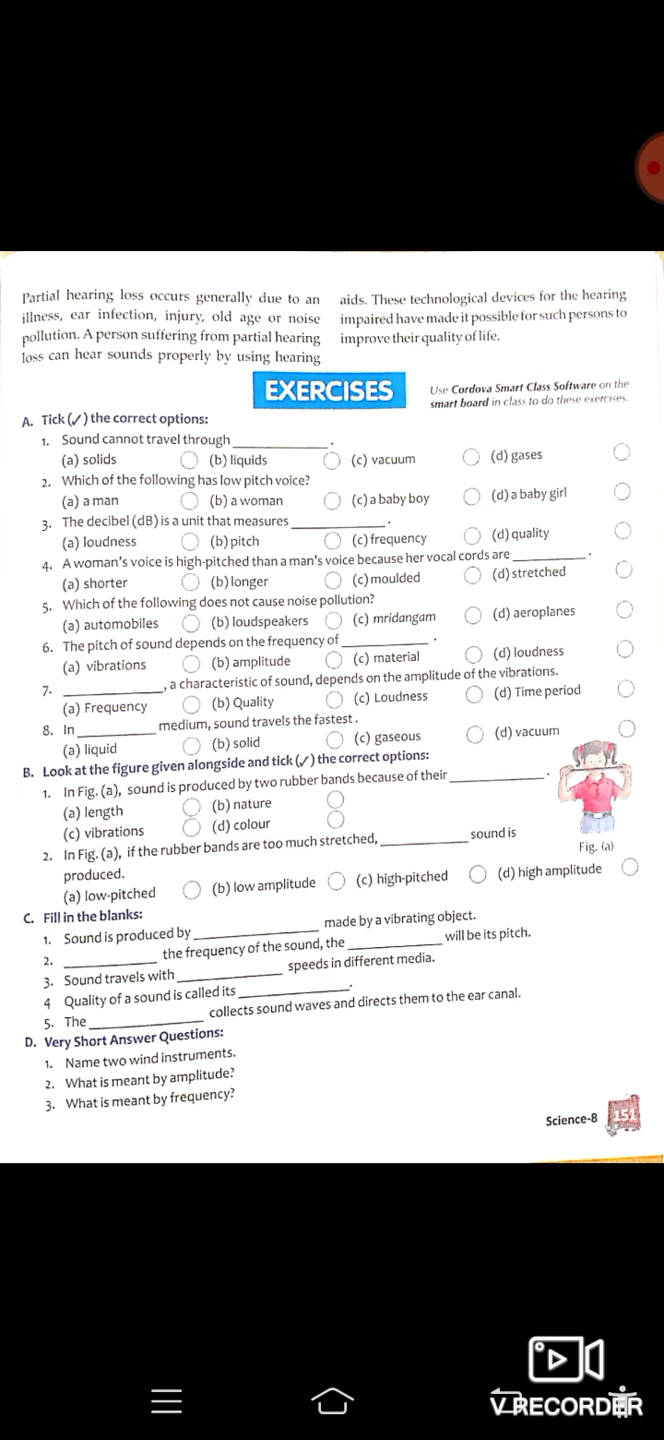 Partial hearing loss occurs generally due to an
illness, ear infection, injury, old age or noise
pollution. A person suffering from partial hearing
loss can hear sounds properly by using hearing
aids. These technological devices for the hearing
impaired have made it possible for such persons to
improve their quality of life.
EXERCISES
Use Cordova Smart Class Software on the
smart board in class to do these exercises.
A. Tick (✓) the correct options:
1. Sound cannot travel through ____________.
(a) solids (b) liquids (c) vacuum (d) gases
2. Which of the following has low pitch voice?
(a) a man (b) a woman (c) a baby boy (d) a baby girl
3. The decibel (dB) is a unit that measures ____________.
(a) loudness (b) pitch (c) frequency (d) quality
4. A woman's voice is high-pitched than a man's voice because her vocal cords are ____________.
(a) shorter (b) longer (c) moulded (d) stretched
5. Which of the following does not cause noise pollution?
(a) automobiles (b) loudspeakers (c) mridangam (d) aeroplanes
6. The pitch of sound depends on the frequency of ____________.
(a) vibrations (b) amplitude (c) material (d) loudness
7. ____________, a characteristic of sound, depends on the amplitude of the vibrations.
(a) Frequency (b) Quality (c) Loudness (d) Time period
8. In ____________ medium, sound travels the fastest.
(a) liquid (b) solid (c) gaseous (d) vacuum
B. Look at the figure given alongside and tick (✓) the correct options:
1. In Fig. (a), sound is produced by two rubber bands because of their ____________.
(a) length (b) nature
(c) vibrations (d) colour
2. In Fig. (a), if the rubber bands are too much stretched, ____________ sound is
produced.
Fig. (a)
(a) low-pitched (b) low amplitude (c) high-pitched (d) high amplitude
C. Fill in the blanks:
1. Sound is produced by ____________ made by a vibrating object.
2. ____________ the frequency of the sound, the ____________ will be its pitch.
3. Sound travels with ____________ speeds in different media.
4 Quality of a sound is called its ____________.
5. The ____________ collects sound waves and directs them to the ear canal.
D. Very Short Answer Questions:
1. Name two wind instruments.
2. What is meant by amplitude?
3. What is meant by frequency?
Science-8 151
V RECORDER